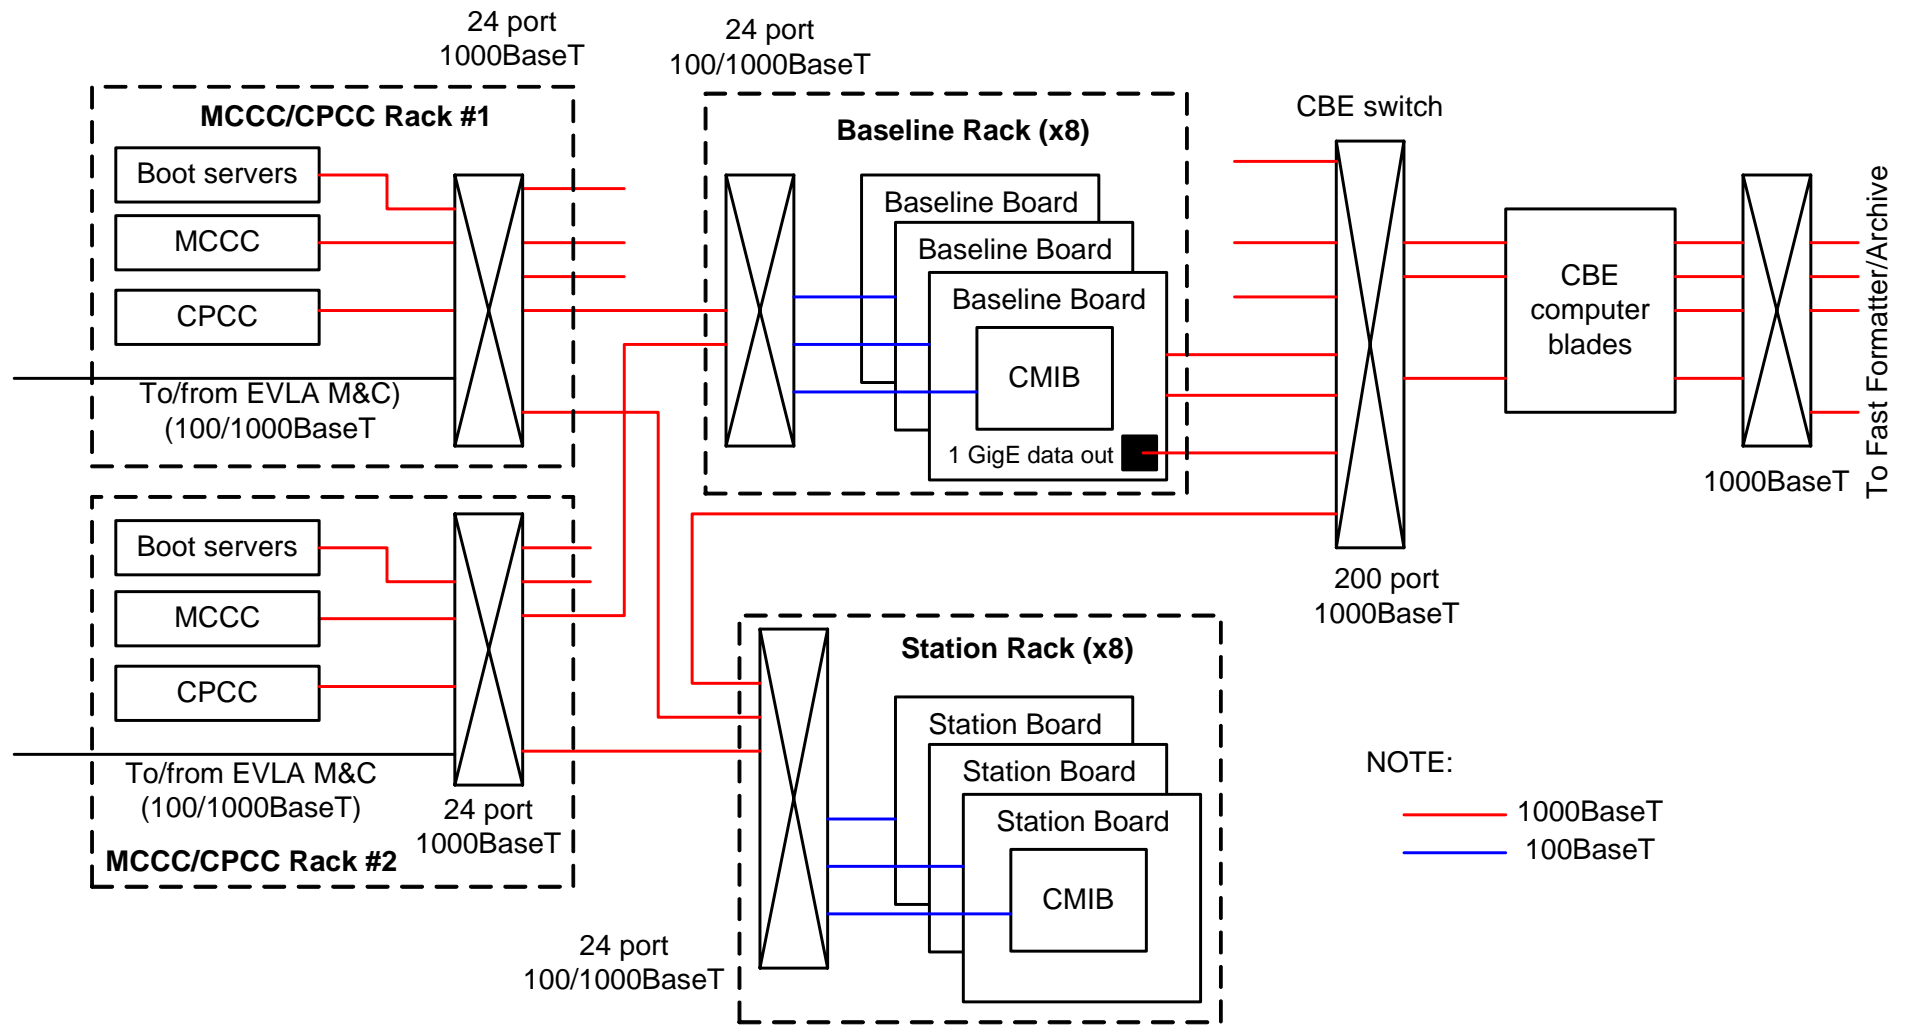 24 port
1000BaseT
24 port
100/1000BaseT
MCCC/CPCC Rack #1
Boot servers
MCCC
CPCC
To/from EVLA M&C)
(100/1000BaseT
Baseline Rack (x8)
Baseline Board
Baseline Board
Baseline Board
CMIB
1 GigE data out
CBE switch
200 port
1000BaseT
CBE
computer
blades
1000BaseT
To Fast Formatter/Archive
Boot servers
MCCC
CPCC
To/from EVLA M&C
(100/1000BaseT)
24 port
1000BaseT
MCCC/CPCC Rack #2
Station Rack (x8)
Station Board
Station Board
Station Board
CMIB
24 port
100/1000BaseT
NOTE:
1000BaseT
100BaseT